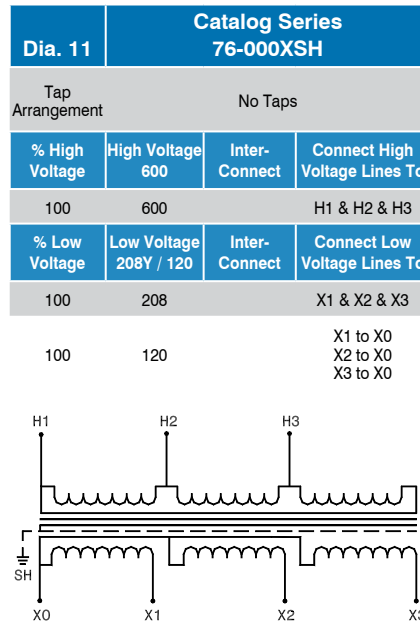 Dia. 11
Catalog Series
76-000XSH
Tap
Arrangement
No Taps
% High
Voltage
High Voltage
600
Inter-
Connect
Connect High
Voltage Lines To
100
600
H1 & H2 & H3
% Low
Voltage
Low Voltage
208Y / 120
Inter-
Connect
Connect Low
Voltage Lines To
100
208
X1 & X2 & X3
100
120
X1 to X0
X2 to X0
X3 to X0
H1
H2
H3
SH
X0
X1
X2
X3